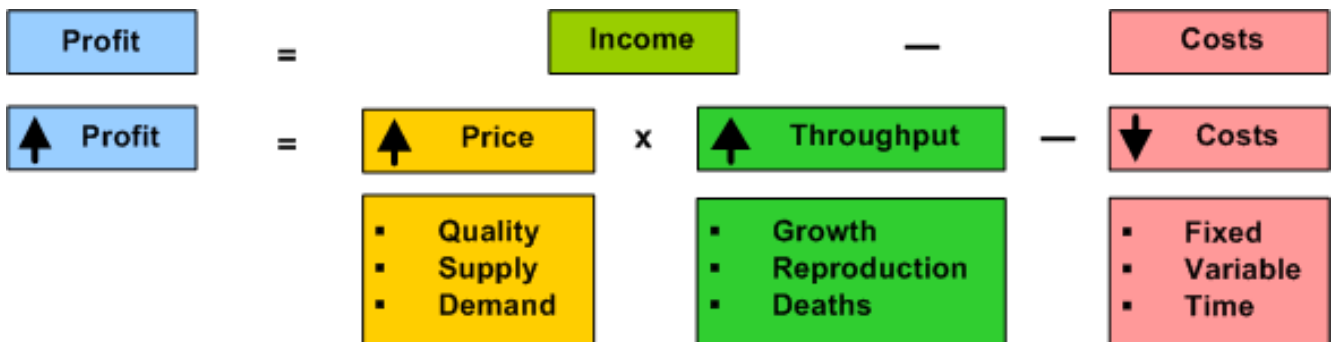 Profit = Income — Costs
Profit = Price x Throughput — Costs
▪ Quality ▪ Growth ▪ Fixed
▪ Supply ▪ Reproduction ▪ Variable
▪ Demand ▪ Deaths ▪ Time